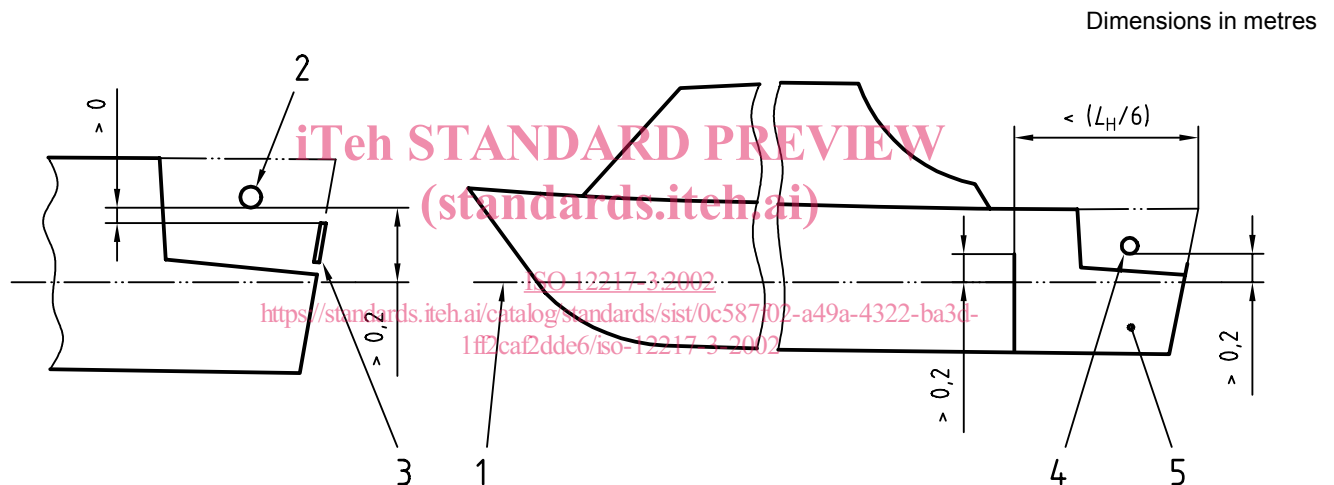 Dimensions in metres
2
> 0
< (LH/6)
iTeh STANDARD PREVIEW
(standards.iteh.ai)
ISO 12217-3:2002
https://standards.iteh.ai/catalog/standards/sist/0c587f02-a49a-4322-ba3d-
1ff2caf2dde6/iso-12217-3-2002
> 0,2
> 0,2
> 0,2
3
1
4
5